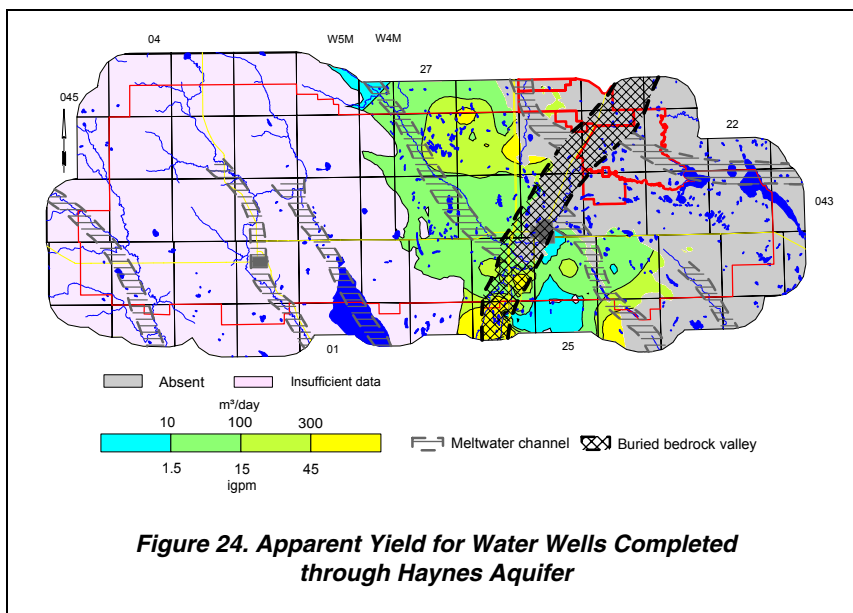 W5M W4M
04
27
045
22
043
01
25
Absent Insufficient data
m³/day
10 100 300
1.5 15 45
igpm
Meltwater channel Buried bedrock valley
Figure 24. Apparent Yield for Water Wells Completed
through Haynes Aquifer